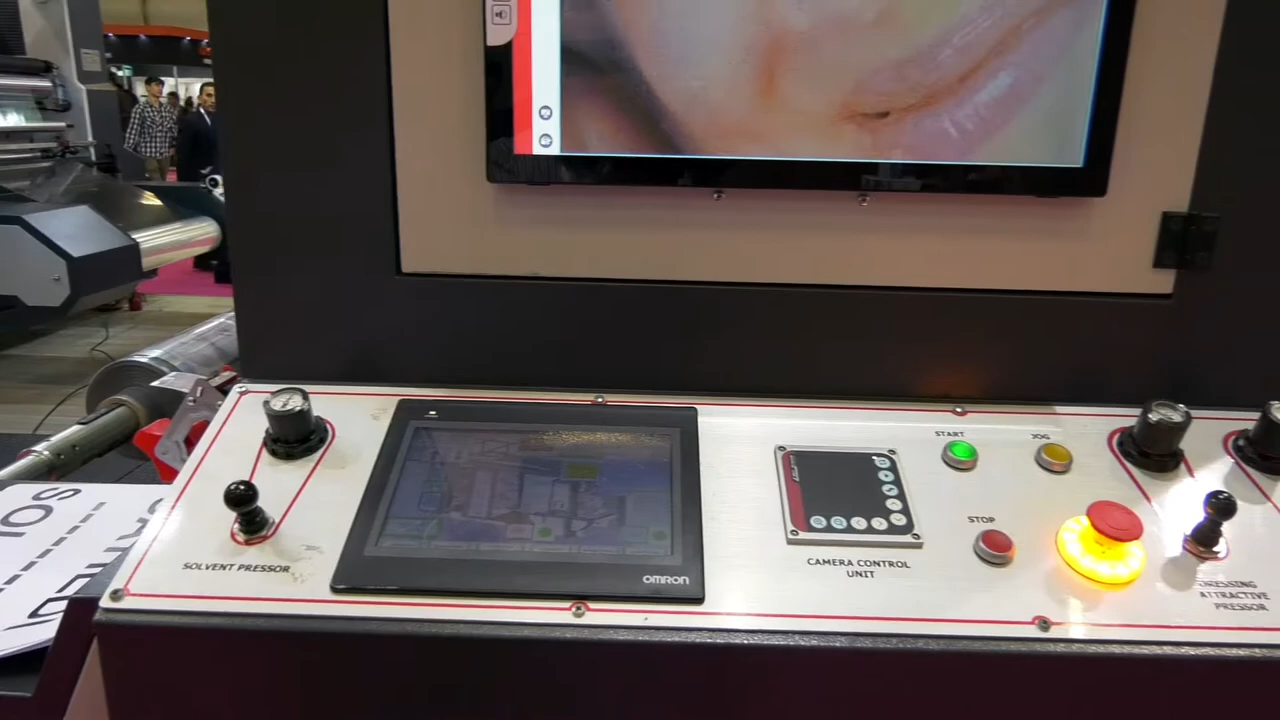 START
JOG
STOP
SOLVENT PRESSOR
OMRON
CAMERA CONTROL
UNIT
ATTRACTIVE
PRESSOR